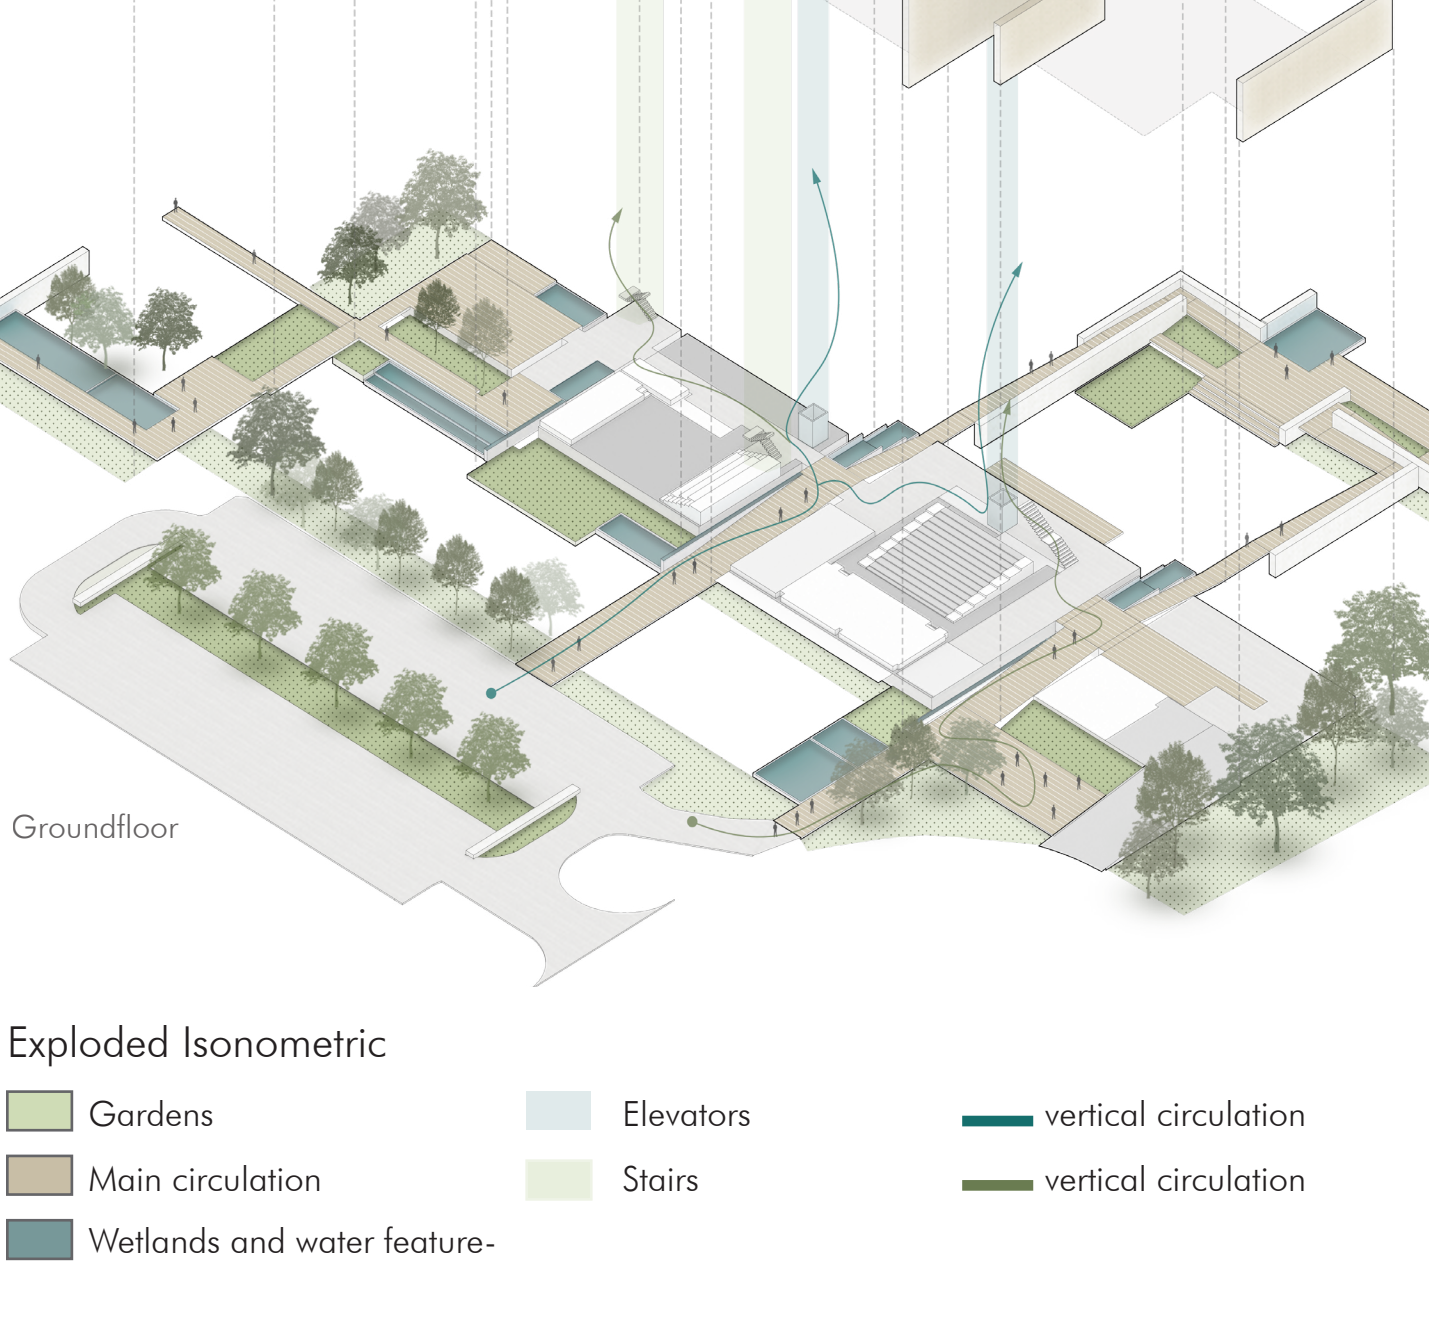 Groundfloor
Exploded Isonometric
Gardens
Elevators
vertical circulation
Main circulation
Stairs
vertical circulation
Wetlands and water feature-